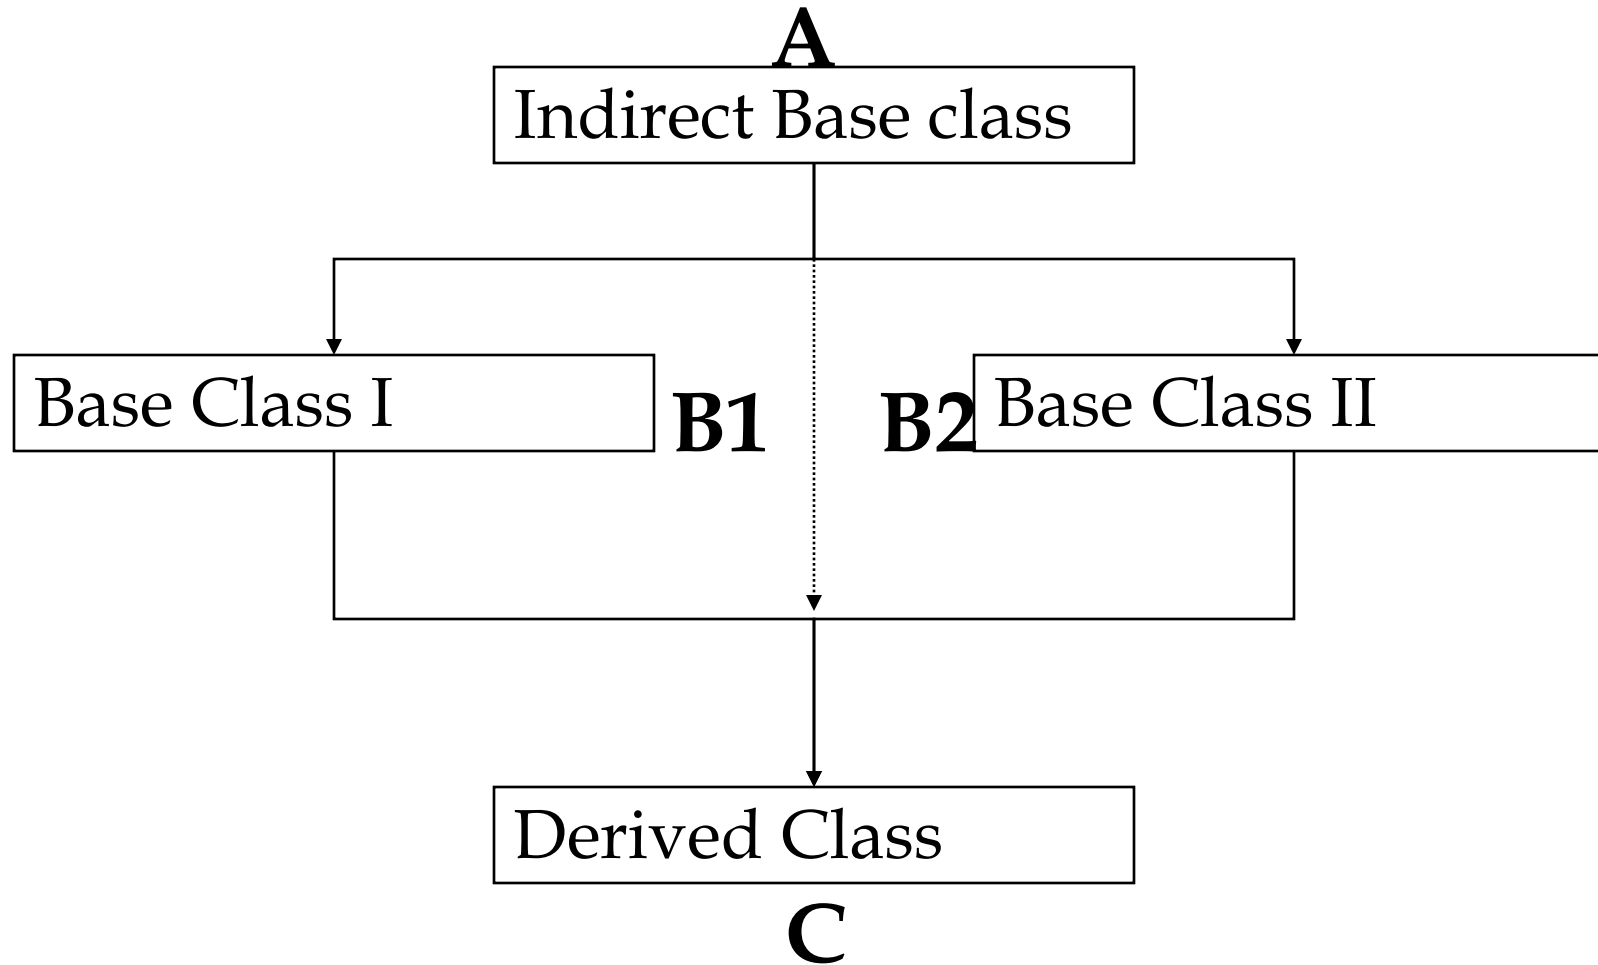 A
Indirect Base class
Base Class I
B1
B2
Base Class II
Derived Class
C